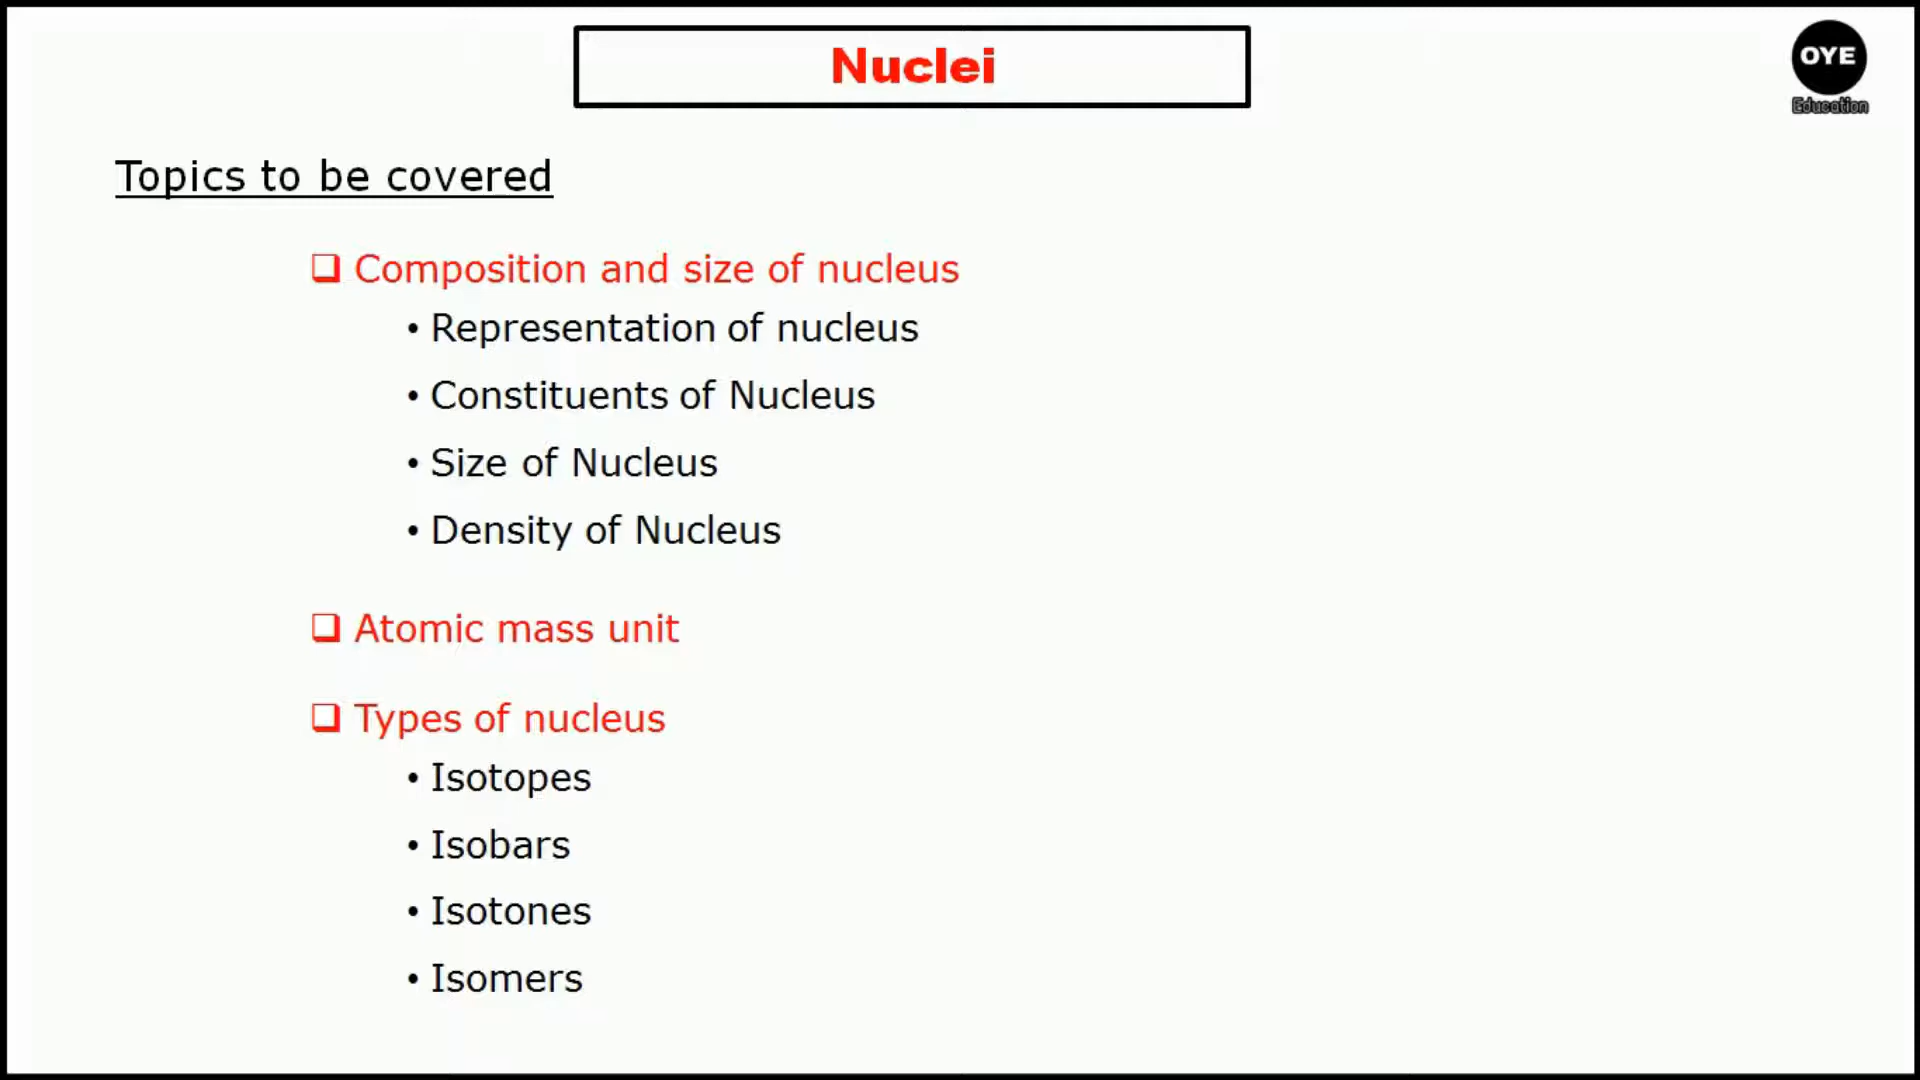 Nuclei
OYE
Education
Topics to be covered
❑ Composition and size of nucleus
• Representation of nucleus
• Constituents of Nucleus
• Size of Nucleus
• Density of Nucleus
❑ Atomic mass unit
❑ Types of nucleus
• Isotopes
• Isobars
• Isotones
• Isomers